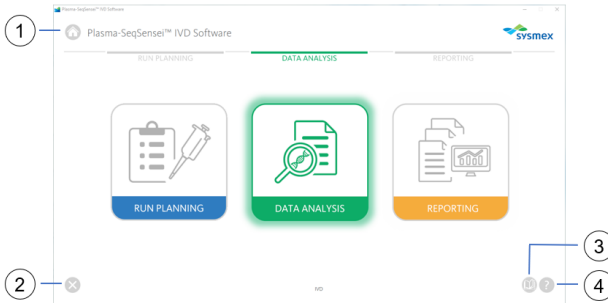 Plasma-SeqSensei™ IVD Software
1
Plasma-SeqSensei™ IVD Software
sysmex
RUN PLANNING
DATA ANALYSIS
REPORTING
RUN PLANNING
DATA ANALYSIS
REPORTING
3
2
IVD
?
4